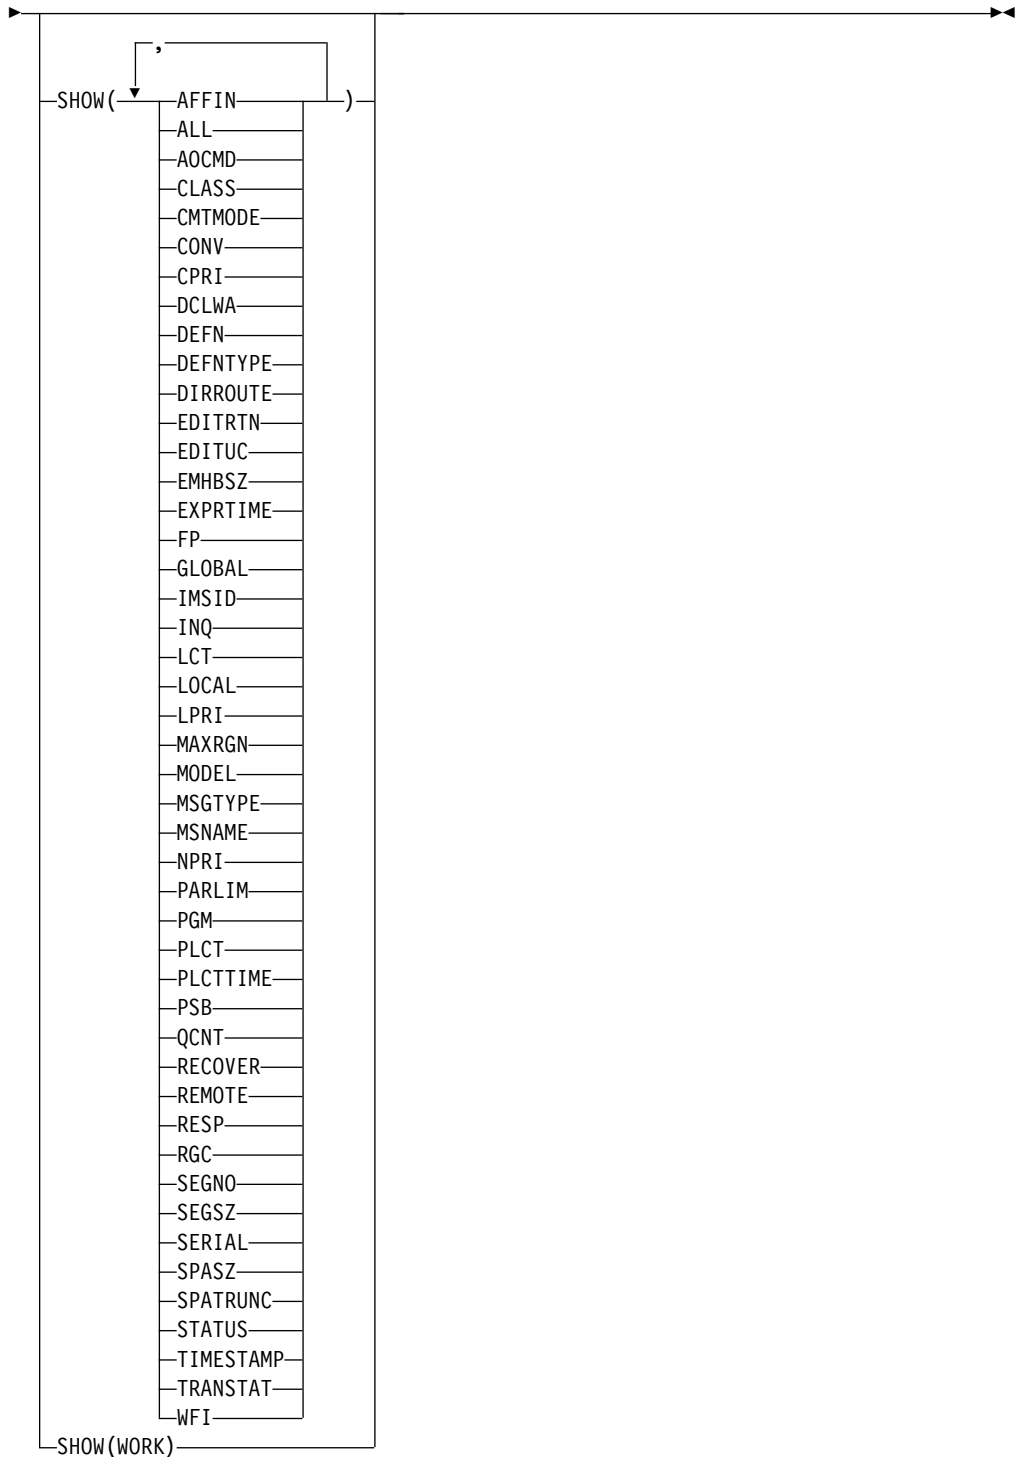 ,
SHOW( AFFIN )
ALL
AOCMD
CLASS
CMTMODE
CONV
CPRI
DCLWA
DEFN
DEFNTYPE
DIRROUTE
EDITRTN
EDITUC
EMHBSZ
EXPRTIME
FP
GLOBAL
IMSID
INQ
LCT
LOCAL
LPRI
MAXRGN
MODEL
MSGTYPE
MSNAME
NPRI
PARLIM
PGM
PLCT
PLCTTIME
PSB
QCNT
RECOVER
REMOTE
RESP
RGC
SEGNO
SEGSZ
SERIAL
SPASZ
SPATRUNC
STATUS
TIMESTAMP
TRANSTAT
WFI
SHOW(WORK)